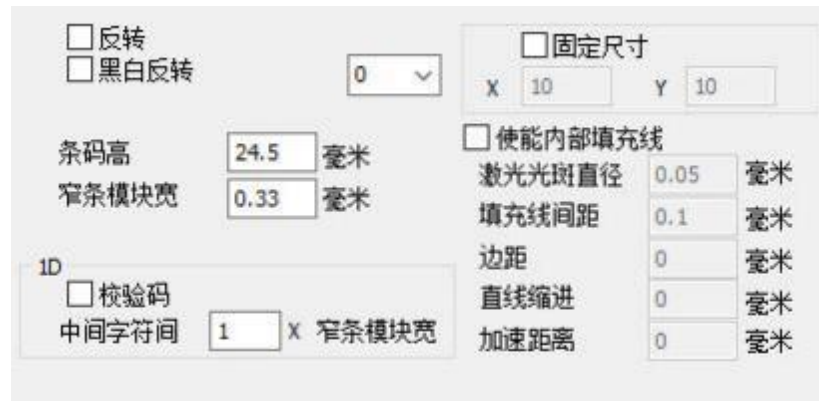 反转
黑白反转
0
条码高 24.5 毫米
窄条模块宽 0.33 毫米
1D
校验码
中间字符间 1 X 窄条模块宽
固定尺寸
X 10 Y 10
使能内部填充线
激光光斑直径 0.05 毫米
填充线间距 0.1 毫米
边距 0 毫米
直线缩进 0 毫米
加速距离 0 毫米